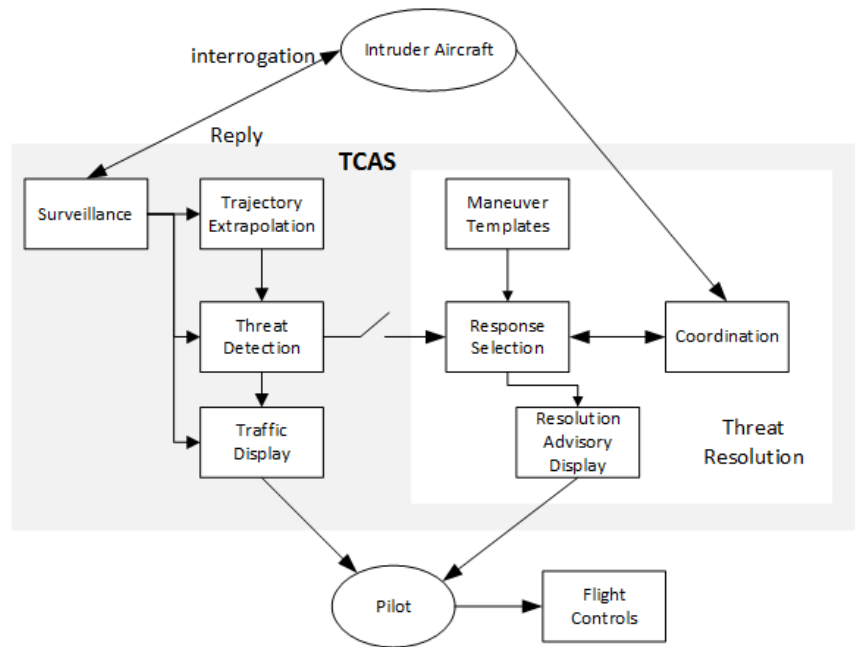 Intruder Aircraft
interrogation
Reply
TCAS
Surveillance
Trajectory
Extrapolation
Maneuver
Templates
Threat
Detection
Response
Selection
Coordination
Traffic
Display
Resolution
Advisory
Display
Threat
Resolution
Pilot
Flight
Controls